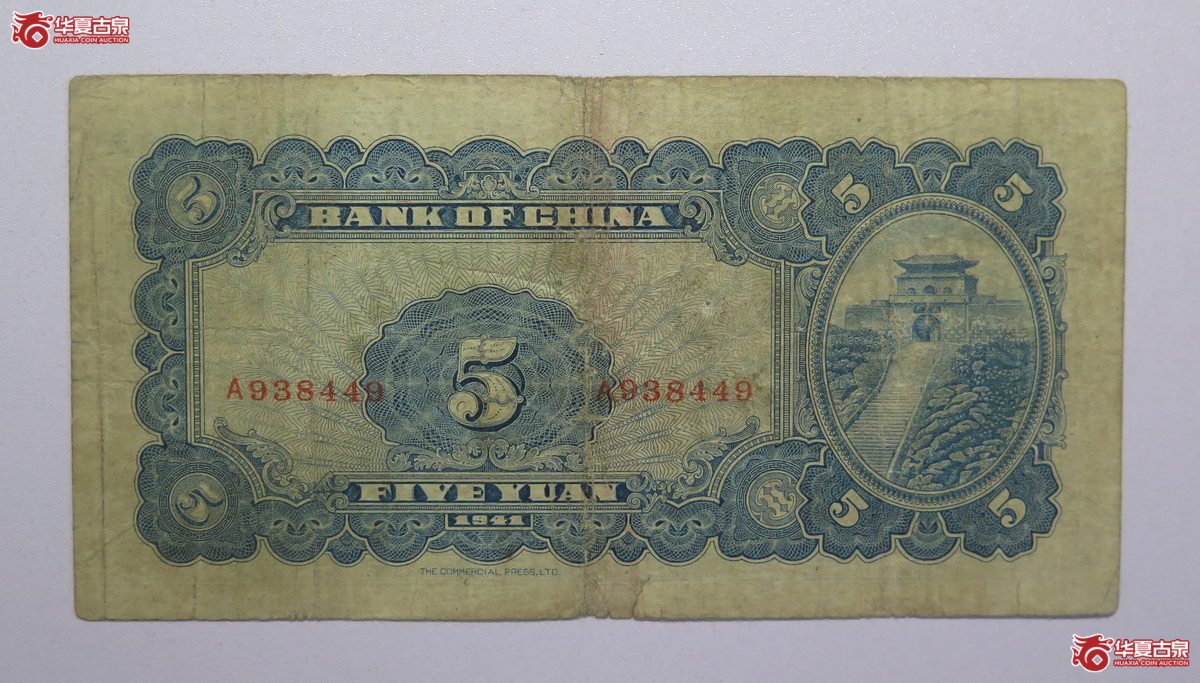 华夏古泉
HUAXIA COIN AUCTION
5 5 5
BANK OF CHINA
5
A938449 A938449
FIVE YUAN
1941
5 5 5
THE COMMERCIAL PRESS, LTD.
华夏古泉
HUAXIA COIN AUCTION